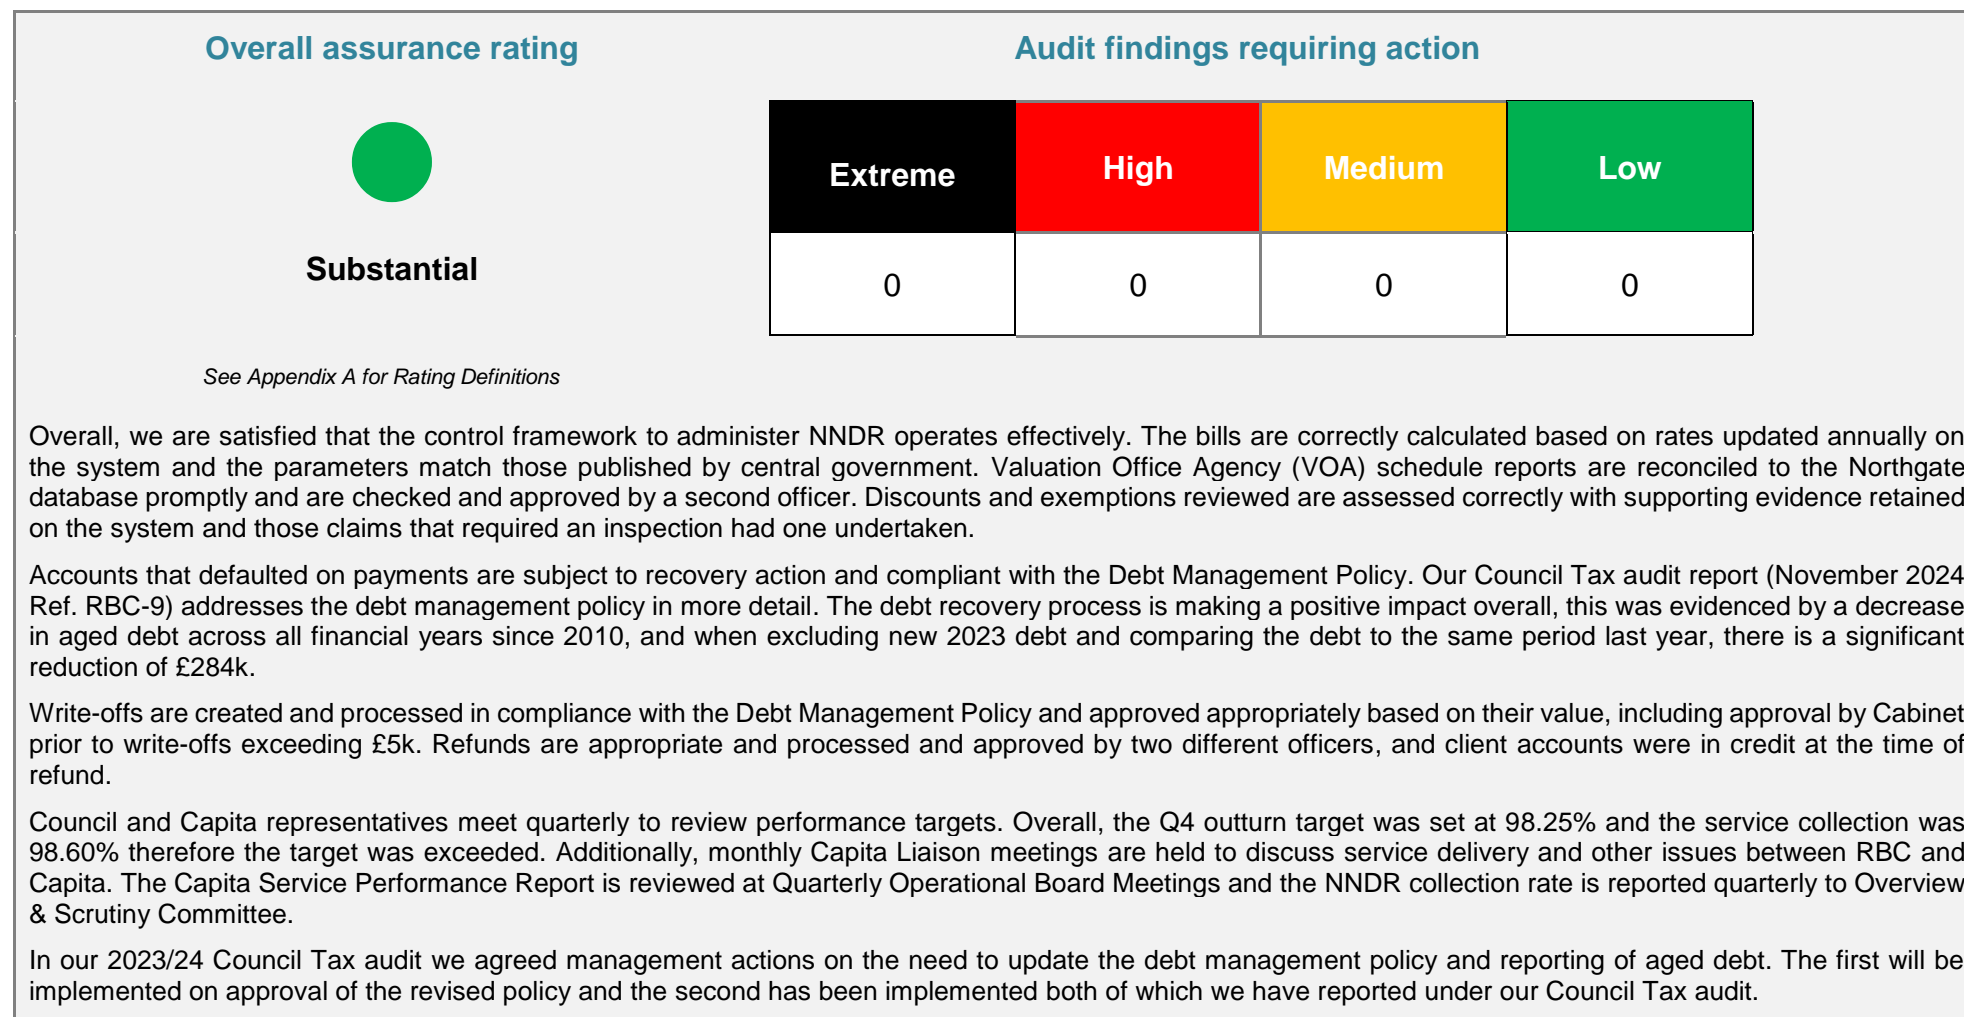 Overall assurance rating
Audit findings requiring action
Extreme
High
Medium
Low
Substantial
0
0
0
0
See Appendix A for Rating Definitions
Overall, we are satisfied that the control framework to administer NNDR operates effectively. The bills are correctly calculated based on rates updated annually on
the system and the parameters match those published by central government. Valuation Office Agency (VOA) schedule reports are reconciled to the Northgate
database promptly and are checked and approved by a second officer. Discounts and exemptions reviewed are assessed correctly with supporting evidence retained
on the system and those claims that required an inspection had one undertaken.
Accounts that defaulted on payments are subject to recovery action and compliant with the Debt Management Policy. Our Council Tax audit report (November 2024
Ref. RBC-9) addresses the debt management policy in more detail. The debt recovery process is making a positive impact overall, this was evidenced by a decrease
in aged debt across all financial years since 2010, and when excluding new 2023 debt and comparing the debt to the same period last year, there is a significant
reduction of £284k.
Write-offs are created and processed in compliance with the Debt Management Policy and approved appropriately based on their value, including approval by Cabinet
prior to write-offs exceeding £5k. Refunds are appropriate and processed and approved by two different officers, and client accounts were in credit at the time of
refund.
Council and Capita representatives meet quarterly to review performance targets. Overall, the Q4 outturn target was set at 98.25% and the service collection was
98.60% therefore the target was exceeded. Additionally, monthly Capita Liaison meetings are held to discuss service delivery and other issues between RBC and
Capita. The Capita Service Performance Report is reviewed at Quarterly Operational Board Meetings and the NNDR collection rate is reported quarterly to Overview
& Scrutiny Committee.
In our 2023/24 Council Tax audit we agreed management actions on the need to update the debt management policy and reporting of aged debt. The first will be
implemented on approval of the revised policy and the second has been implemented both of which we have reported under our Council Tax audit.